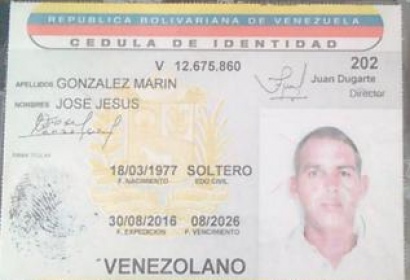 REPUBLICA BOLIVARIANA DE VENEZUELA
CEDULA DE IDENTIDAD
V 12.675.860
202
APELLIDOS GONZALEZ MARIN
Juan Dugarte
Director
NOMBRES JOSE JESUS
FIRMA TITULAR
18/03/1977 SOLTERO
F. NACIMIENTO EDO CIVIL
30/08/2016 08/2026
F. EXPEDICION F. VENCIMIENTO
VENEZOLANO